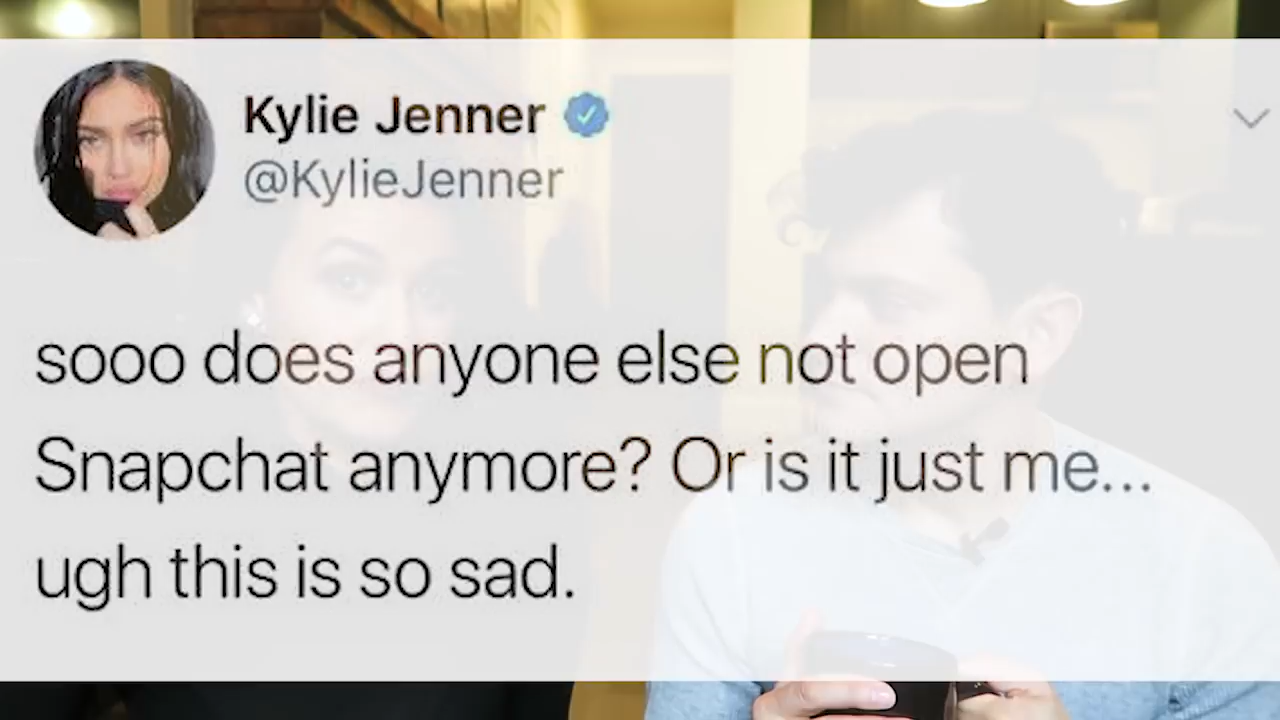 Kylie Jenner
@KylieJenner
sooo does anyone else not open
Snapchat anymore? Or is it just me...
ugh this is so sad.